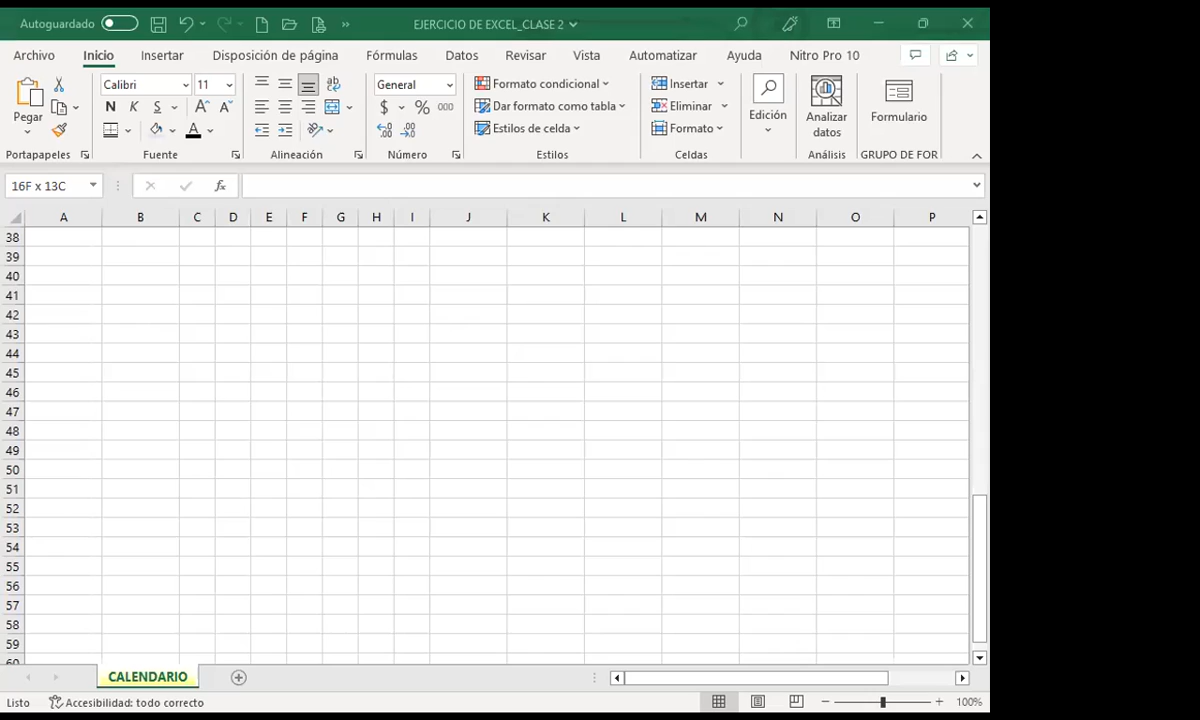 Autoguardado EJERCICIO DE EXCEL_CLASE 2
Archivo Inicio Insertar Disposición de página Fórmulas Datos Revisar Vista Automatizar Ayuda Nitro Pro 10
Calibri 11 General Formato condicional Insertar
Pegar N K S $ % 000 Dar formato como tabla Eliminar Edición Analizar datos Formulario
A Estilos de celda Formato
Portapapeles Fuente Alineación Número Estilos Celdas Análisis GRUPO DE FOR
16F x 13C fx
A B C D E F G H I J K L M N O P
38
39
40
41
42
43
44
45
46
47
48
49
50
51
52
53
54
55
56
57
58
59
60
CALENDARIO
Listo Accesibilidad: todo correcto 100%